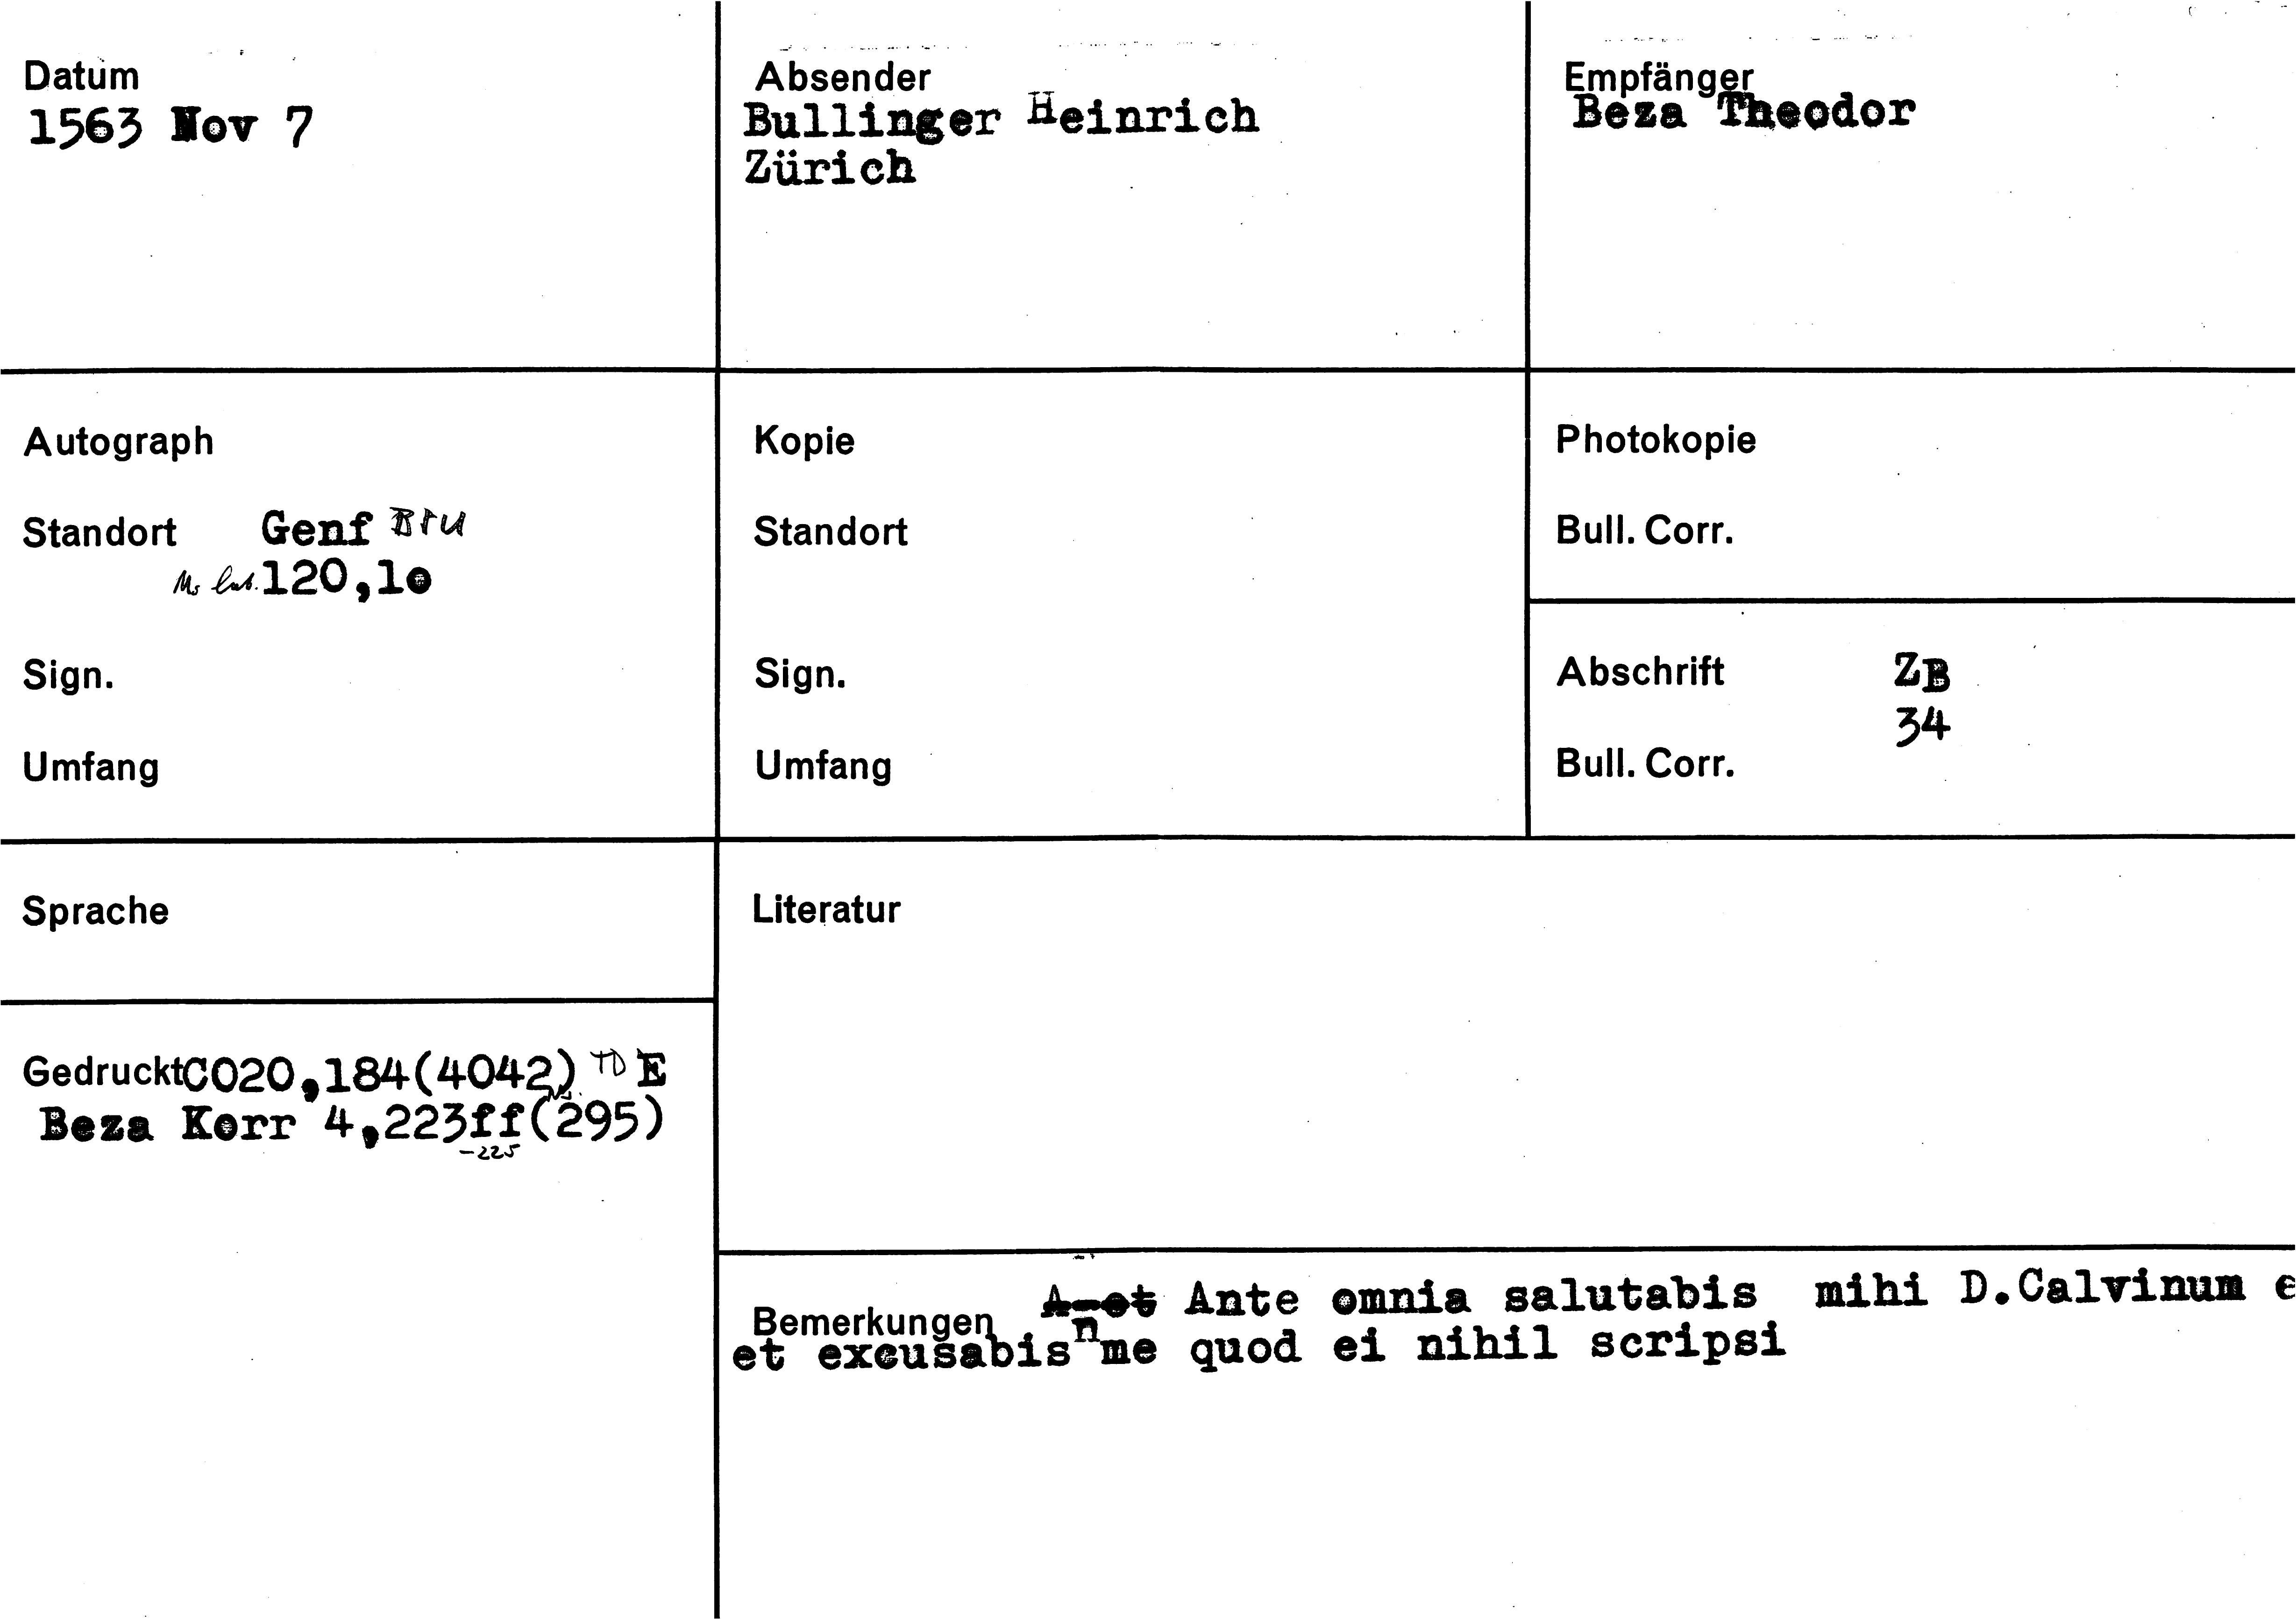 Datum
1563 Nov 7
Absender
Bullinger Heinrich
Zürich
Empfänger
Beza Theodor
Autograph
Standort Genf BPU
Ms lat. 120,10
Sign.
Umfang
Kopie
Standort
Sign.
Umfang
Photokopie
Bull. Corr.
Abschrift ZB
34
Bull. Corr.
Sprache
Gedruckt CO20,184(4042) TD E
Beza Korr 4,223ff(295)
-225
Literatur
Bemerkungen Ante omnia salutabis mihi D.Calvinum e
et excusabis n me quod ei nihil scripsi